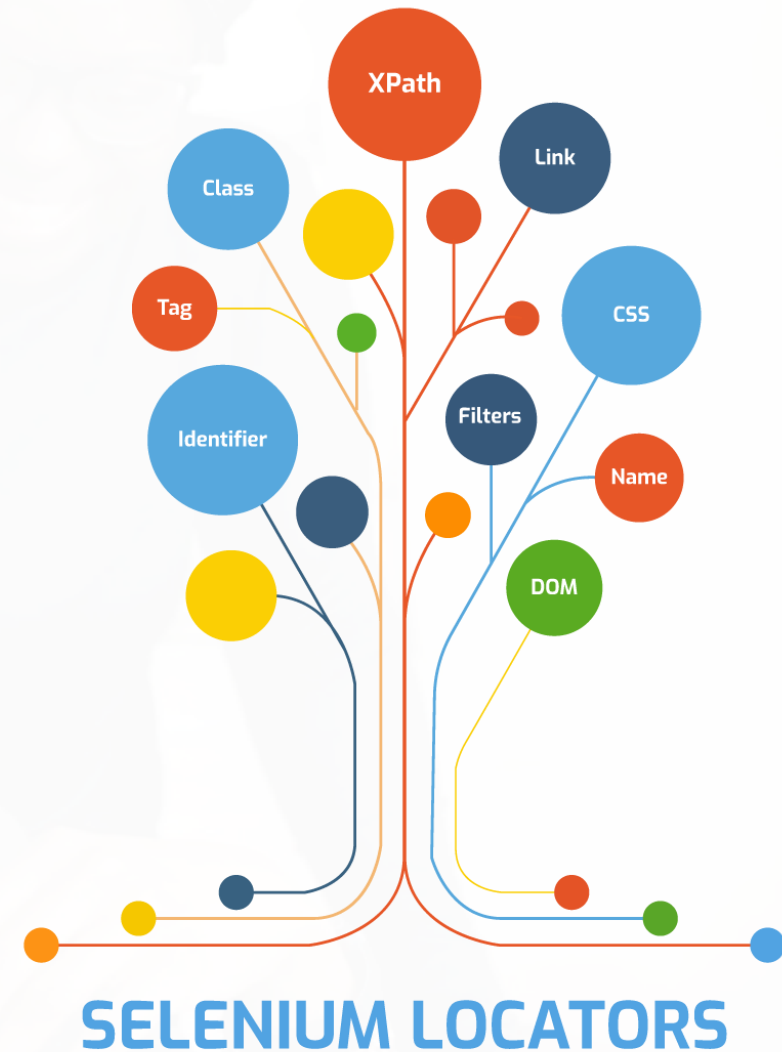 XPath
Link
Class
Tag
CSS
Filters
Identifier
Name
DOM
SELENIUM LOCATORS